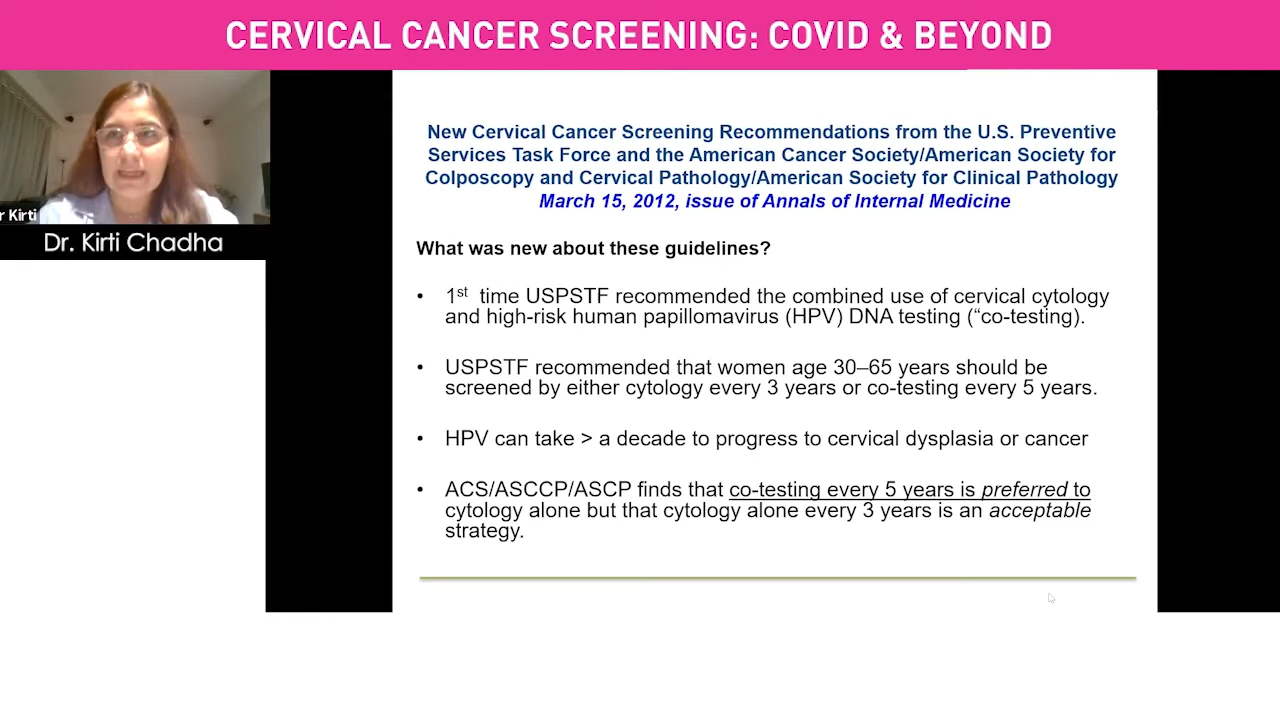 CERVICAL CANCER SCREENING: COVID & BEYOND
r Kirti
Dr. Kirti Chadha
New Cervical Cancer Screening Recommendations from the U.S. Preventive
Services Task Force and the American Cancer Society/American Society for
Colposcopy and Cervical Pathology/American Society for Clinical Pathology
March 15, 2012, issue of Annals of Internal Medicine
What was new about these guidelines?
• 1st time USPSTF recommended the combined use of cervical cytology
and high-risk human papillomavirus (HPV) DNA testing (“co-testing).
• USPSTF recommended that women age 30–65 years should be
screened by either cytology every 3 years or co-testing every 5 years.
• HPV can take > a decade to progress to cervical dysplasia or cancer
• ACS/ASCCP/ASCP finds that co-testing every 5 years is preferred to
cytology alone but that cytology alone every 3 years is an acceptable
strategy.